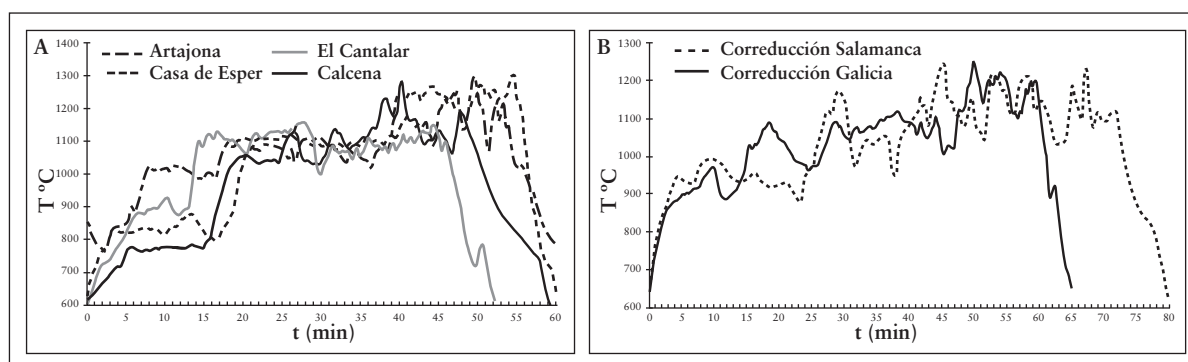 A
Artajona
Casa de Esper
El Cantalar
Calcena
T ºC
1400
1300
1200
1100
1000
900
800
700
600
0 5 10 15 20 25 30 35 40 45 50 55 60
t (min)
B
Correducción Salamanca
Correducción Galicia
T ºC
1300
1200
1100
1000
900
800
700
600
0 5 10 15 20 25 30 35 40 45 50 55 60 65 70 75 80
t (min)